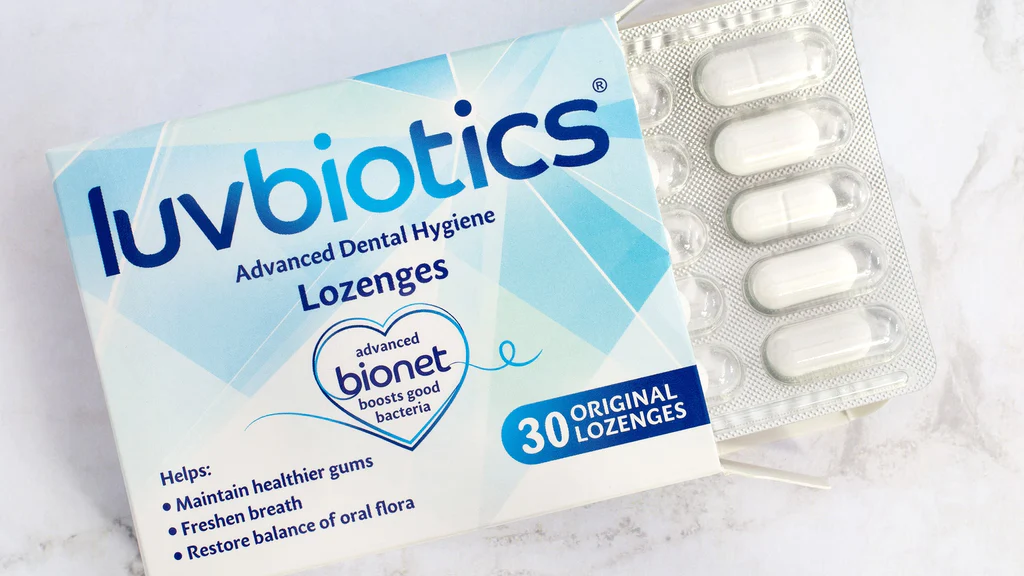 luvbiotics®
Advanced Dental Hygiene
Lozenges
advanced
bionet
boosts good
bacteria
30 ORIGINAL
LOZENGES
Helps:
• Maintain healthier gums
• Freshen breath
• Restore balance of oral flora